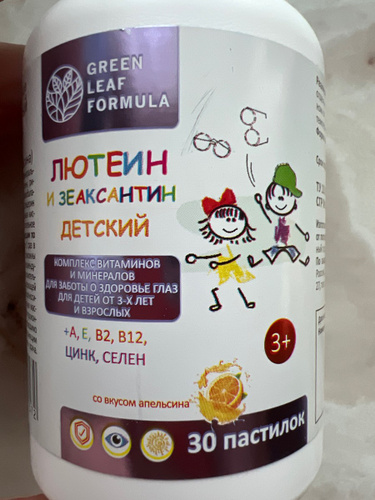 GREEN
LEAF
FORMULA
ЛЮТЕИН
И ЗЕАКСАНТИН
ДЕТСКИЙ
КОМПЛЕКС ВИТАМИНОВ
И МИНЕРАЛОВ
ДЛЯ ЗАБОТЫ О ЗДОРОВЬЕ ГЛАЗ
ДЛЯ ДЕТЕЙ ОТ 3-Х ЛЕТ
И ВЗРОСЛЫХ
+А, Е, В2, В12,
ЦИНК, СЕЛЕН
3+
со вкусом апельсина
30 пастилок